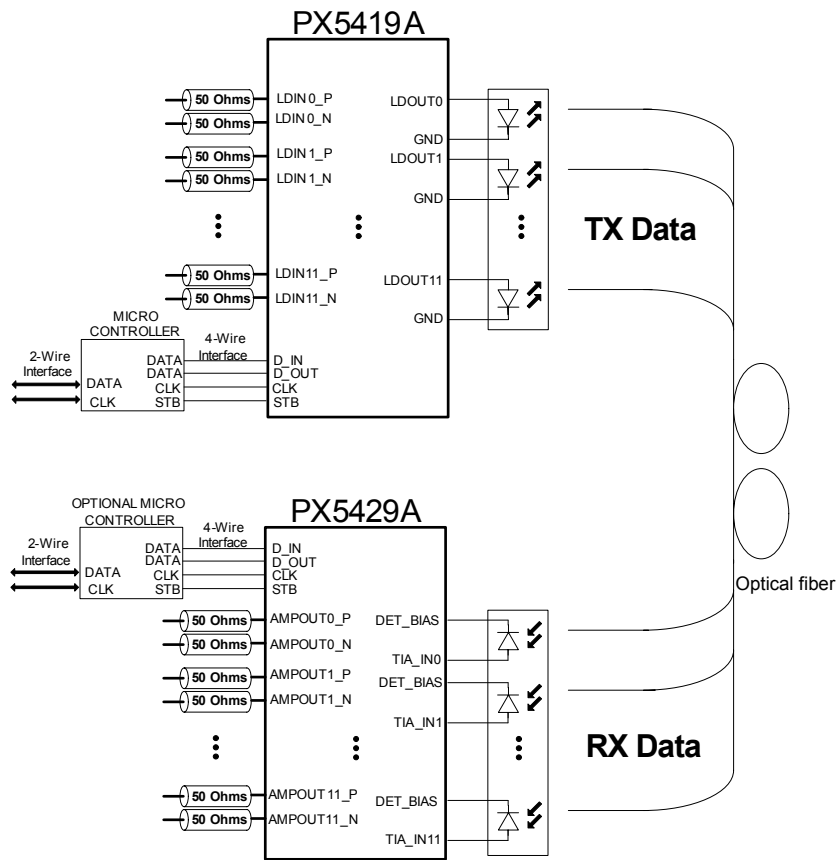 PX5419A
50 Ohms LDIN0_P LDOUT0
50 Ohms LDIN0_N
GND
50 Ohms LDIN1_P LDOUT1
50 Ohms LDIN1_N
GND
TX Data
50 Ohms LDIN11_P LDOUT11
50 Ohms LDIN11_N
GND
MICRO
CONTROLLER
4-Wire
Interface
2-Wire
Interface
DATA D_IN
DATA DATA D_OUT
CLK CLK
CLK STB STB
PX5429A
OPTIONAL MICRO
CONTROLLER
4-Wire
Interface
2-Wire
Interface
DATA D_IN
DATA D_OUT
DATA CLK CLK
CLK STB STB
Optical fiber
50 Ohms AMPOUT0_P DET_BIAS
50 Ohms AMPOUT0_N
TIA_IN0
50 Ohms AMPOUT1_P DET_BIAS
50 Ohms AMPOUT1_N
TIA_IN1
RX Data
50 Ohms AMPOUT11_P DET_BIAS
50 Ohms AMPOUT11_N
TIA_IN11